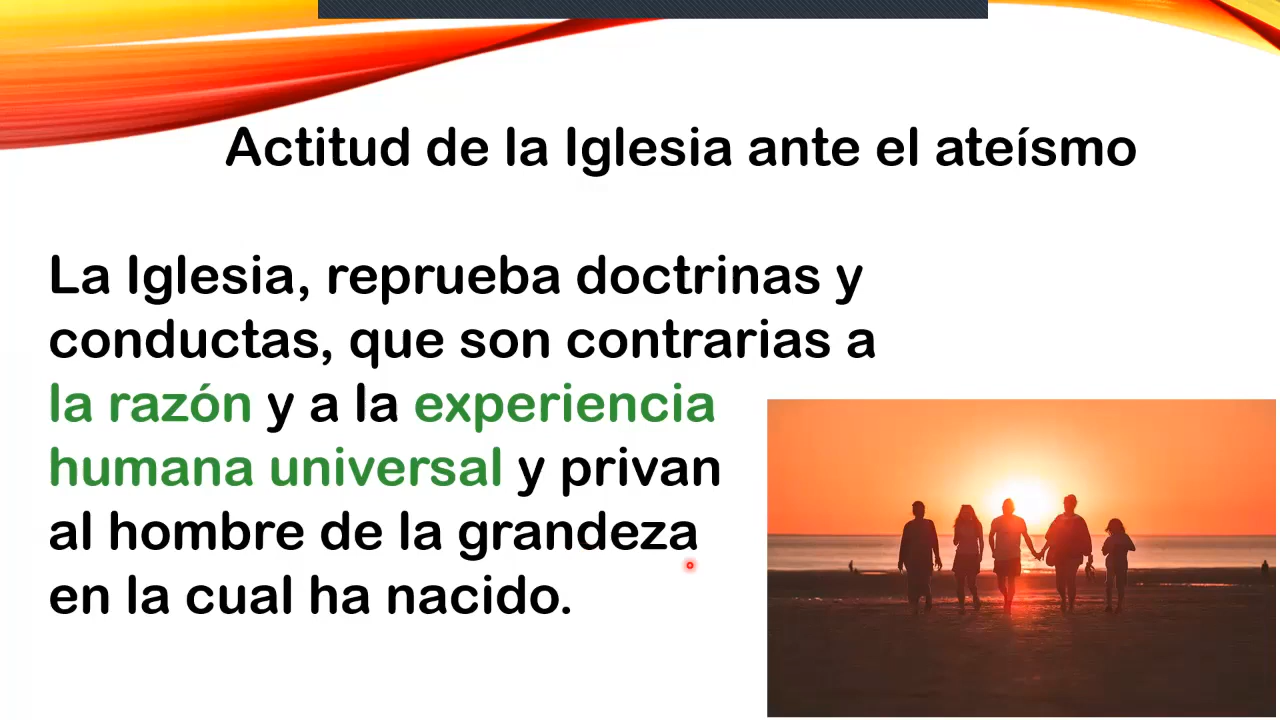 Actitud de la Iglesia ante el ateísmo
La Iglesia, reprueba doctrinas y
conductas, que son contrarias a
la razón y a la experiencia
humana universal y privan
al hombre de la grandeza
en la cual ha nacido.